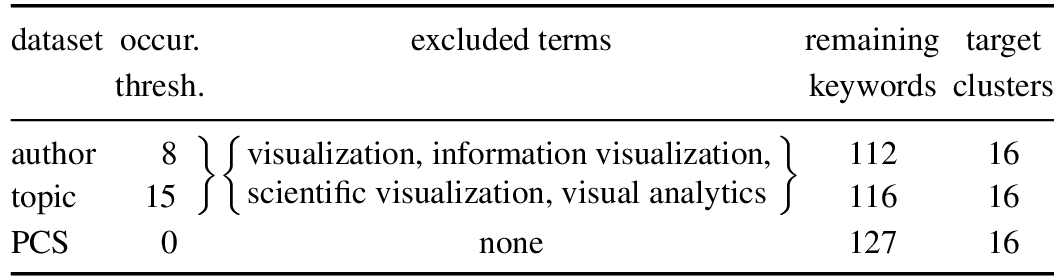 dataset occur. excluded terms remaining target
thresh. keywords clusters
author 8 visualization, information visualization, 112 16
topic 15 scientific visualization, visual analytics 116 16
PCS 0 none 127 16